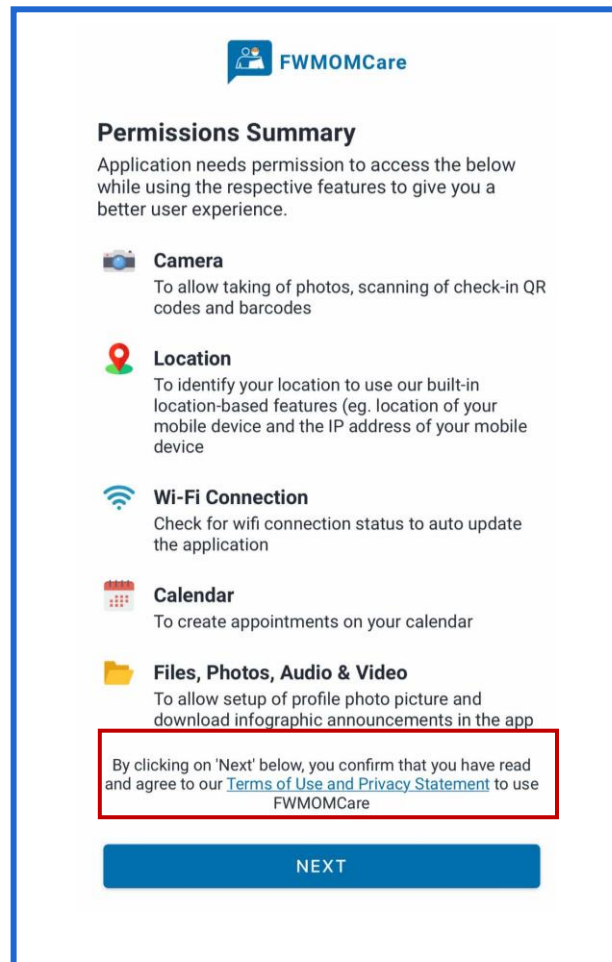 FWMOMCare
Permissions Summary
Application needs permission to access the below
while using the respective features to give you a
better user experience.
Camera
To allow taking of photos, scanning of check-in QR
codes and barcodes
Location
To identify your location to use our built-in
location-based features (eg. location of your
mobile device and the IP address of your mobile
device
Wi-Fi Connection
Check for wifi connection status to auto update
the application
Calendar
To create appointments on your calendar
Files, Photos, Audio & Video
To allow setup of profile photo picture and
download infographic announcements in the app
By clicking on 'Next' below, you confirm that you have read
and agree to our Terms of Use and Privacy Statement to use
FWMOMCare
NEXT